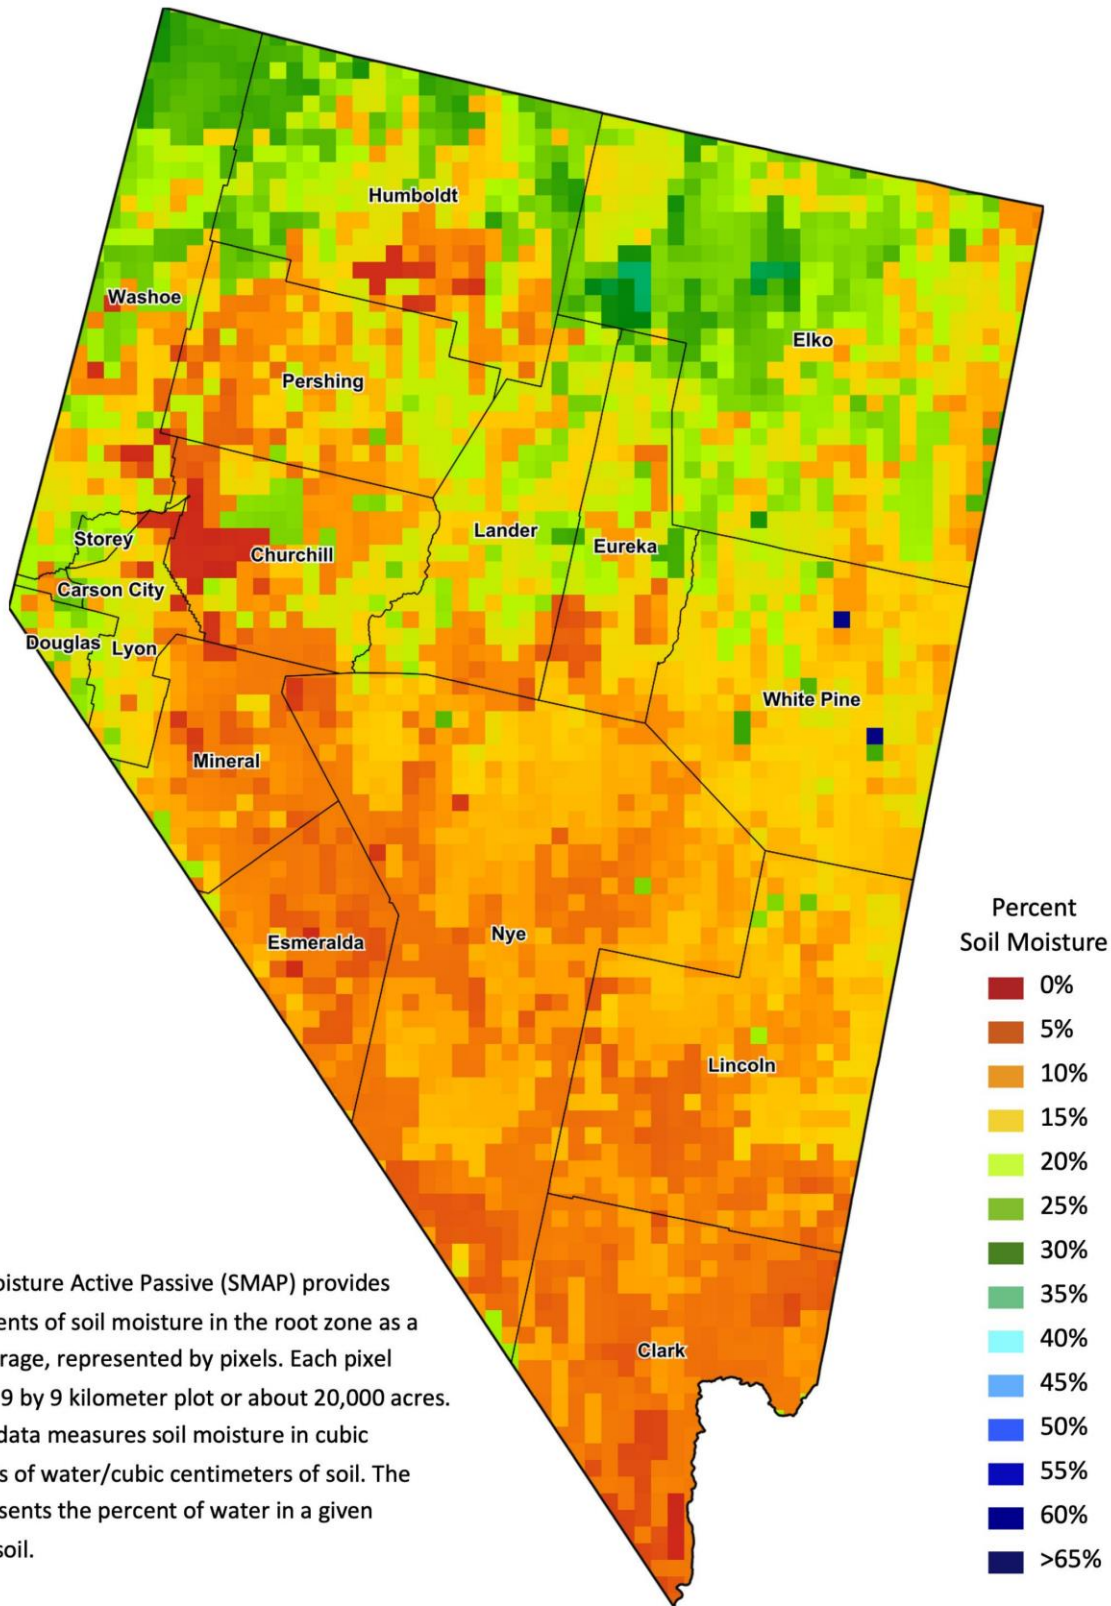 Humboldt
Washoe
Elko
Pershing
Lander
Storey
Churchill
Eureka
Carson City
Douglas
Lyon
White Pine
Mineral
Esmeralda
Nye
Lincoln
Clark
Percent
Soil Moisture
0%
5%
10%
15%
20%
25%
30%
35%
40%
45%
50%
55%
60%
>65%
oisture Active Passive (SMAP) provides
ents of soil moisture in the root zone as a
rage, represented by pixels. Each pixel
9 by 9 kilometer plot or about 20,000 acres.
data measures soil moisture in cubic
s of water/cubic centimeters of soil. The
sents the percent of water in a given
soil.